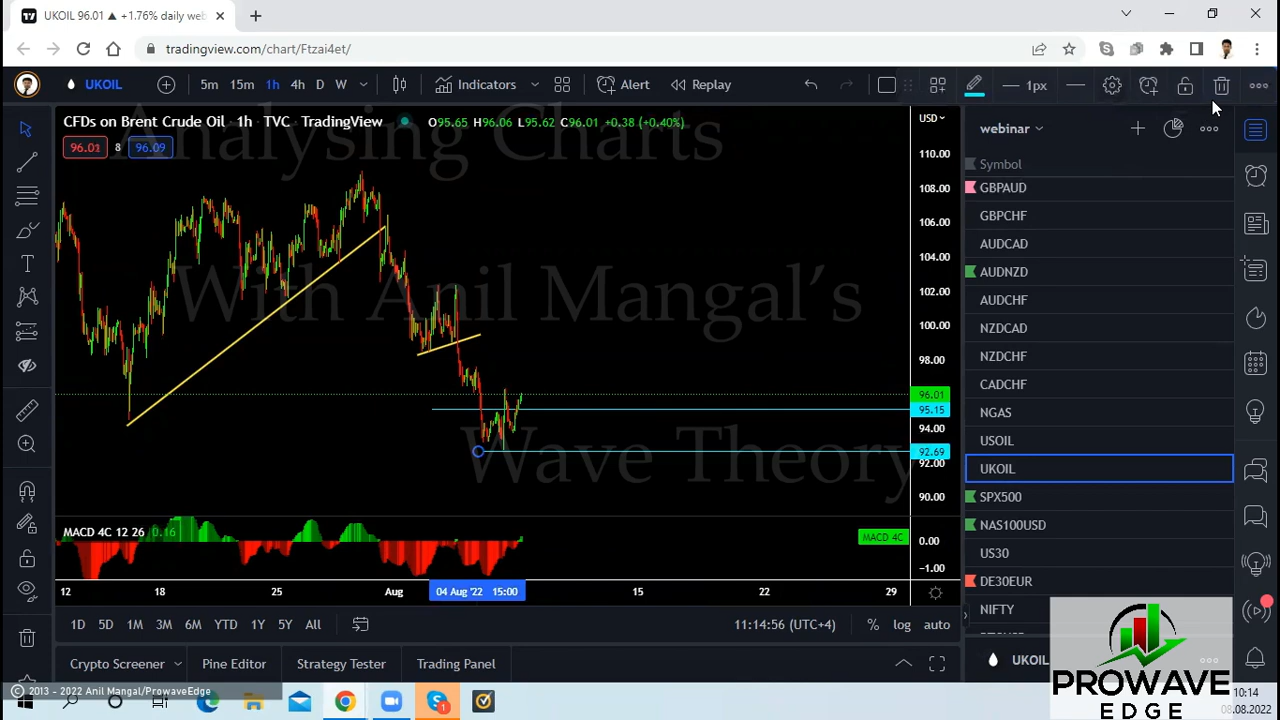 UKOIL 96.01 ▲ +1.76% daily web
tradingview.com/chart/Ftzai4et/
UKOIL
5m 15m 1h 4h D W
Indicators
Alert
Replay
1px
Analysing Charts
With Anil Mangal's
Wave Theory
CFDs on Brent Crude Oil · 1h · TVC · TradingView
O95.65 H96.06 L95.62 C96.01 +0.38 (+0.40%)
96.01 8 96.09
USD
110.00
108.00
106.00
104.00
102.00
100.00
98.00
96.01
95.15
94.00
92.69
92.00
90.00
MACD 4C 12 26 0.16
MACD 4C
0.00
−1.00
12 18 25 Aug 04 Aug '22 15:00 15 22 29
1D 5D 1M 3M 6M YTD 1Y 5Y All
11:14:56 (UTC+4)
% log auto
Crypto Screener
Pine Editor
Strategy Tester
Trading Panel
webinar
Symbol
GBPAUD
GBPCHF
AUDCAD
AUDNZD
AUDCHF
NZDCAD
NZDCHF
CADCHF
NGAS
USOIL
UKOIL
SPX500
NAS100USD
US30
DE30EUR
NIFTY
UKOIL
PROWAVE
EDGE
© 2013 - 2022 Anil Mangal/ProwaveEdge
1
10:14
08.08.2022